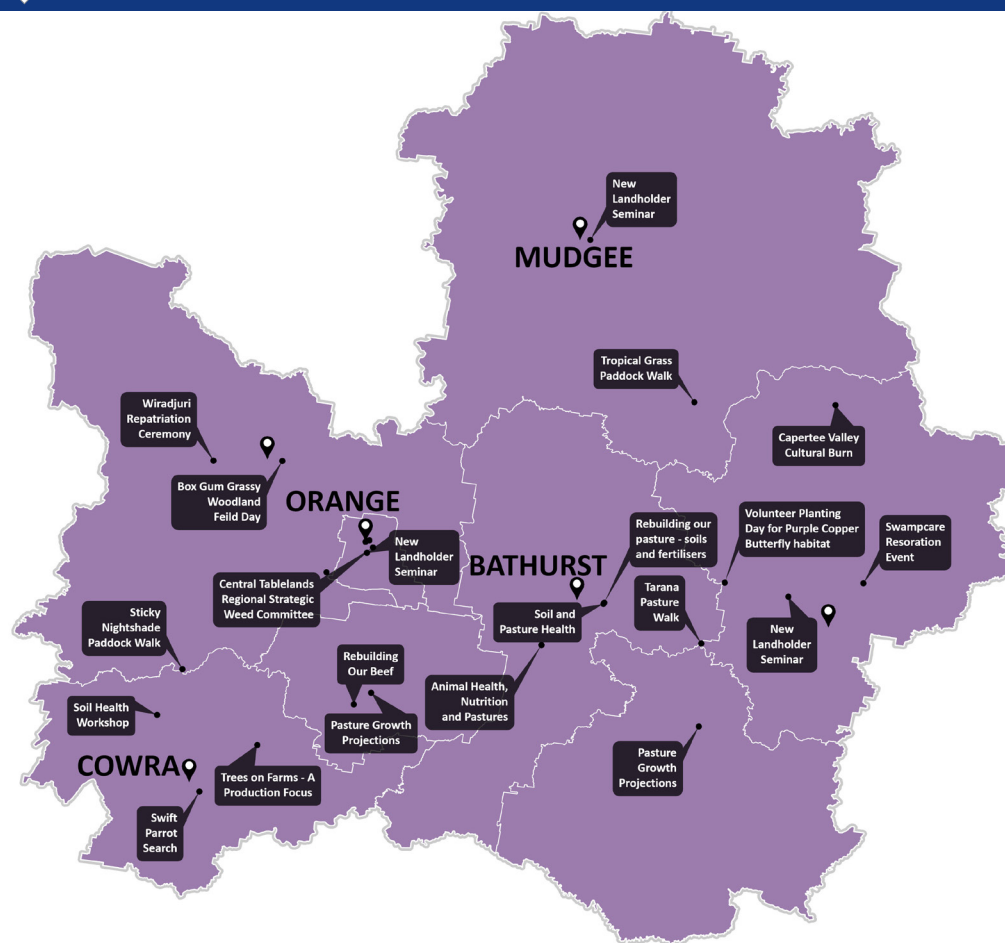 New
Landholder
Seminar
MUDGEE
Tropical Grass
Paddock Walk
Wiradjuri
Repatriation
Ceremony
Capertee Valley
Cultural Burn
Box Gum Grassy
Woodland
Feild Day
ORANGE
New
Landholder
Seminar
Central Tablelands
Regional Strategic
Weed Committee
BATHURST
Rebuilding our
pasture - soils
and fertilisers
Volunteer Planting
Day for Purple Copper
Butterfly habitat
Swampcare
Resoration
Event
Soil and
Pasture Health
Tarana
Pasture
Walk
New
Landholder
Seminar
Sticky
Nightshade
Paddock Walk
Rebuilding
Our Beef
Animal Health,
Nutrition
and Pastures
Soil Health
Workshop
Pasture Growth
Projections
Pasture
Growth
Projections
COWRA
Trees on Farms - A
Production Focus
Swift
Parrot
Search